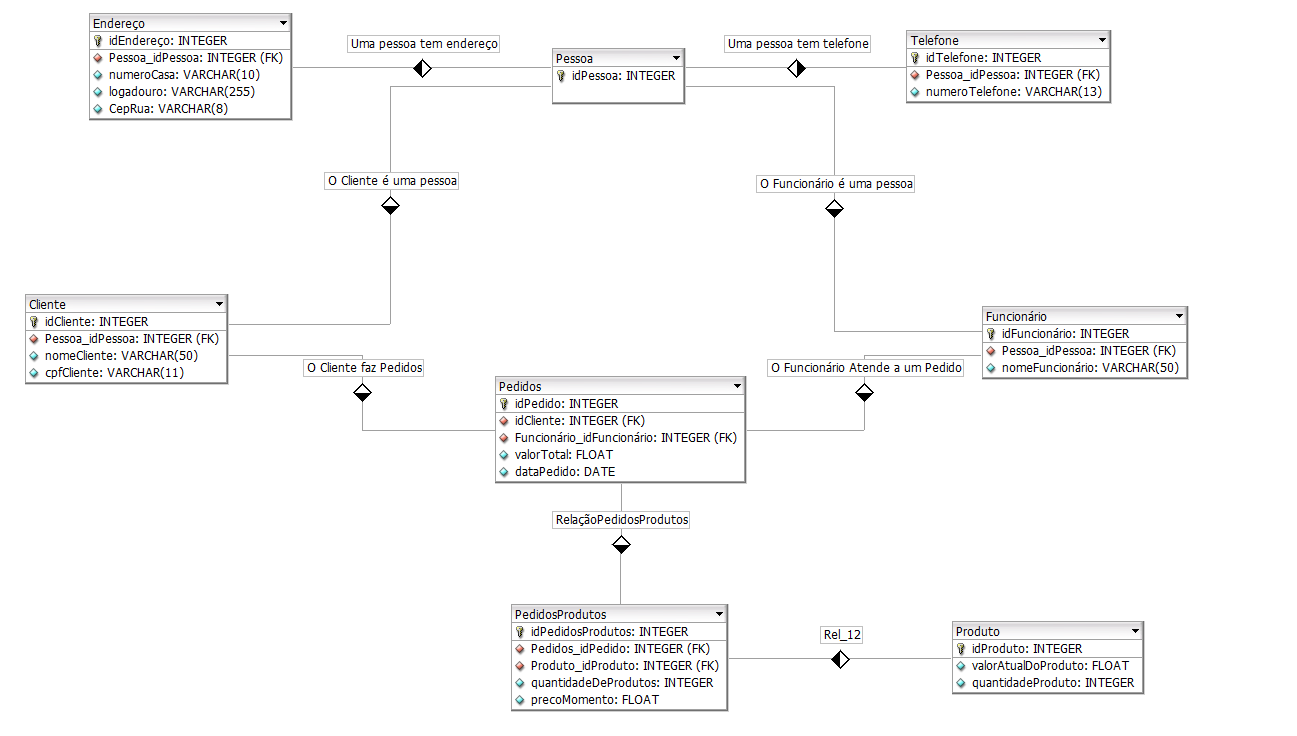 Endereço
idEndereço: INTEGER
Pessoa_idPessoa: INTEGER (FK)
numeroCasa: VARCHAR(10)
logadouro: VARCHAR(255)
CepRua: VARCHAR(8)
Uma pessoa tem endereço
Pessoa
idPessoa: INTEGER
Uma pessoa tem telefone
Telefone
idTelefone: INTEGER
Pessoa_idPessoa: INTEGER (FK)
numeroTelefone: VARCHAR(13)
O Cliente é uma pessoa
O Funcionário é uma pessoa
Cliente
idCliente: INTEGER
Pessoa_idPessoa: INTEGER (FK)
nomeCliente: VARCHAR(50)
cpfCliente: VARCHAR(11)
Funcionário
idFuncionário: INTEGER
Pessoa_idPessoa: INTEGER (FK)
nomeFuncionário: VARCHAR(50)
O Cliente faz Pedidos
O Funcionário Atende a um Pedido
Pedidos
idPedido: INTEGER
idCliente: INTEGER (FK)
Funcionário_idFuncionário: INTEGER (FK)
valorTotal: FLOAT
dataPedido: DATE
RelaçãoPedidosProdutos
PedidosProdutos
idPedidosProdutos: INTEGER
Pedidos_idPedido: INTEGER (FK)
Produto_idProduto: INTEGER (FK)
quantidadeDeProdutos: INTEGER
precoMomento: FLOAT
Rel_12
Produto
idProduto: INTEGER
valorAtualDoProduto: FLOAT
quantidadeProduto: INTEGER